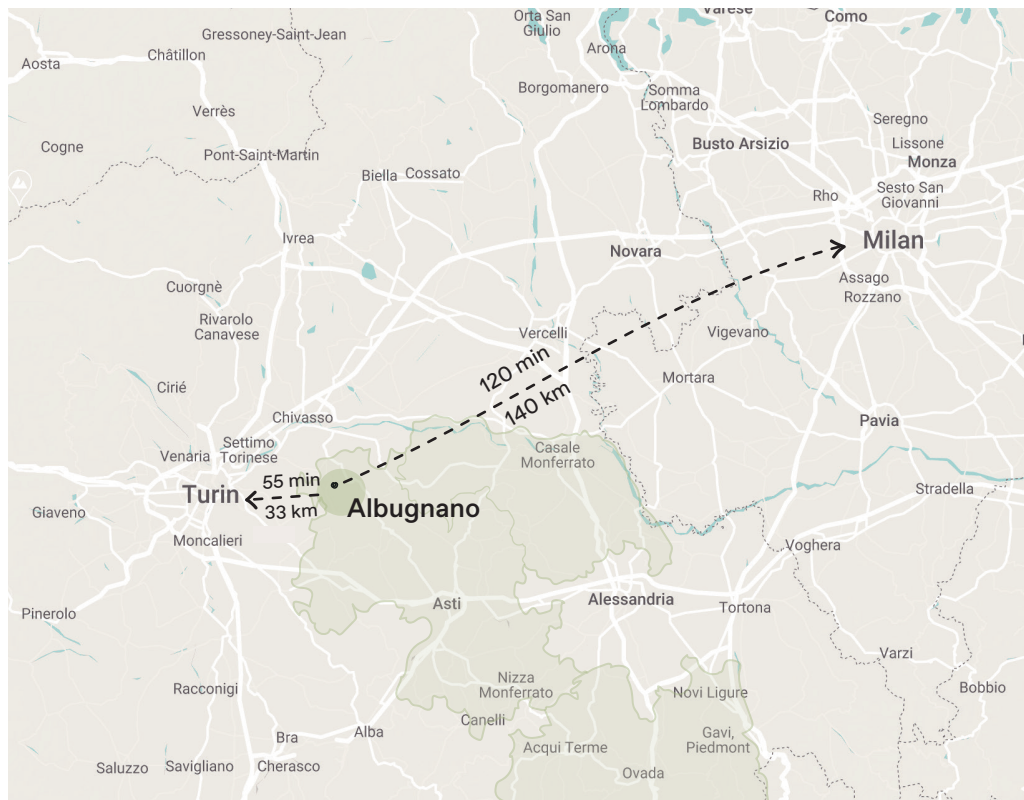 Orta San
Giulio
Varese
Como
Gressoney-Saint-Jean
Châtillon
Aosta
Arona
Borgomanero
Somma
Lombardo
Verrès
Seregno
Cogne
Busto Arsizio
Lissone
Monza
Pont-Saint-Martin
Biella
Cossato
Rho
Sesto San
Giovanni
Ivrea
Novara
Milan
Assago
Rozzano
Cuorgnè
Rivarolo
Canavese
Vercelli
Vigevano
120 min
140 km
Mortara
Cirié
Chivasso
Pavia
Settimo
Torinese
Venaria
Casale
Monferrato
55 min
33 km
Turin
Albugnano
Stradella
Giaveno
Moncalieri
Voghera
Asti
Alessandria
Tortona
Pinerolo
Varzi
Racconigi
Nizza
Monferrato
Novi Ligure
Bobbio
Canelli
Bra
Alba
Gavi,
Piedmont
Acqui Terme
Saluzzo
Savigliano
Cherasco
Ovada